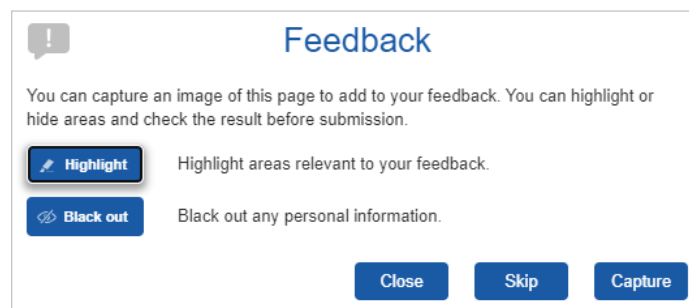 Feedback
You can capture an image of this page to add to your feedback. You can highlight or
hide areas and check the result before submission.
Highlight Highlight areas relevant to your feedback.
Black out Black out any personal information.
Close Skip Capture